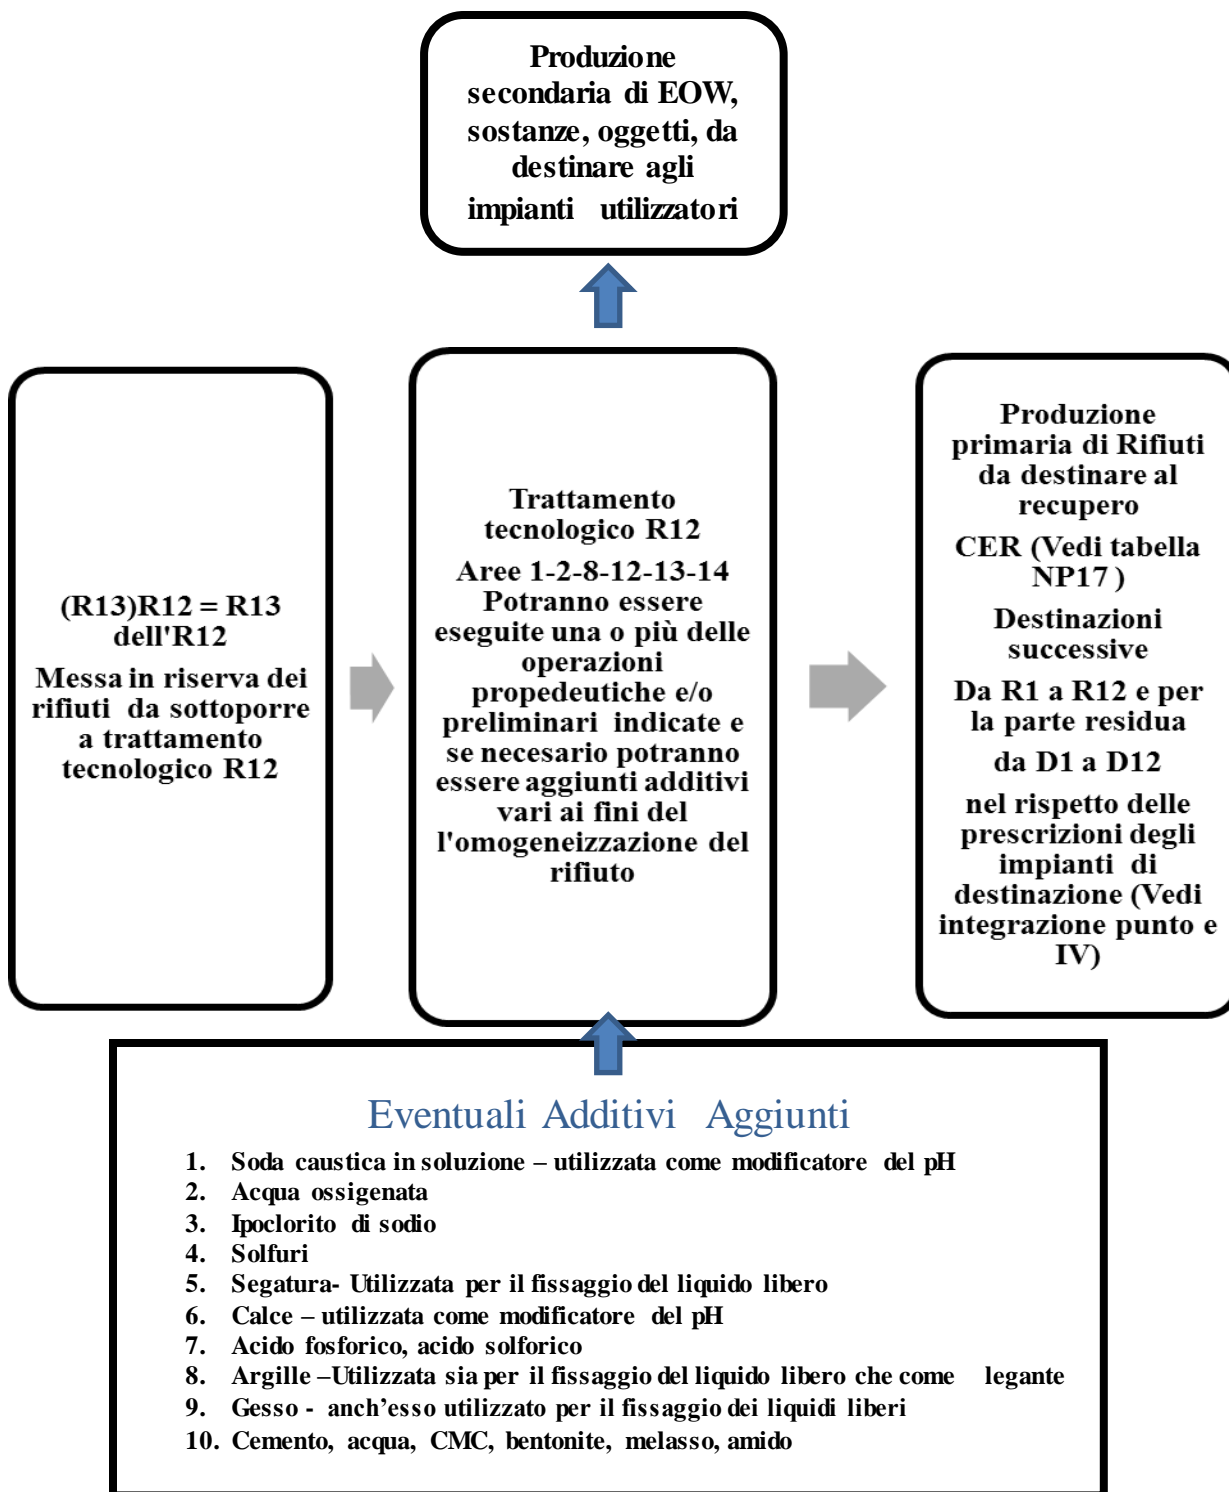 Produzione
secondaria di EOW,
sostanze, oggetti, da
destinare agli
impianti utilizzatori
(R13)R12 = R13
dell'R12
Messa in riserva dei
rifiuti da sottoporre
a trattamento
tecnologico R12
Trattamento
tecnologico R12
Aree 1-2-8-12-13-14
Potranno essere
eseguite una o più delle
operazioni
propedeutiche e/o
preliminari indicate e
se necesario potranno
essere aggiunti additivi
vari ai fini del
l'omogeneizzazione del
rifiuto
Produzione
primaria di Rifiuti
da destinare al
recupero
CER (Vedi tabella
NP17 )
Destinazioni
successive
Da R1 a R12 e per
la parte residua
da D1 a D12
nel rispetto delle
prescrizioni degli
impianti di
destinazione (Vedi
integrazione punto e
IV)
Eventuali Additivi Aggiunti
1. Soda caustica in soluzione – utilizzata come modificatore del pH
2. Acqua ossigenata
3. Ipoclorito di sodio
4. Solfuri
5. Segatura- Utilizzata per il fissaggio del liquido libero
6. Calce – utilizzata come modificatore del pH
7. Acido fosforico, acido solforico
8. Argille –Utilizzata sia per il fissaggio del liquido libero che come legante
9. Gesso - anch’esso utilizzato per il fissaggio dei liquidi liberi
10. Cemento, acqua, CMC, bentonite, melasso, amido